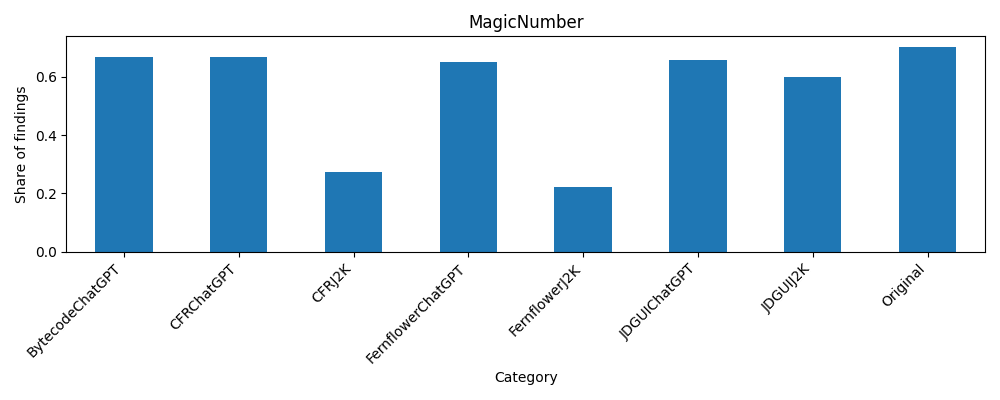 MagicNumber
Share of findings
0.6
0.4
0.2
0.0
BytecodeChatGPT
CFRChatGPT
CFRJ2K
FernflowerChatGPT
FernflowerJ2K
JDGUIChatGPT
JDGUIJ2K
Original
Category